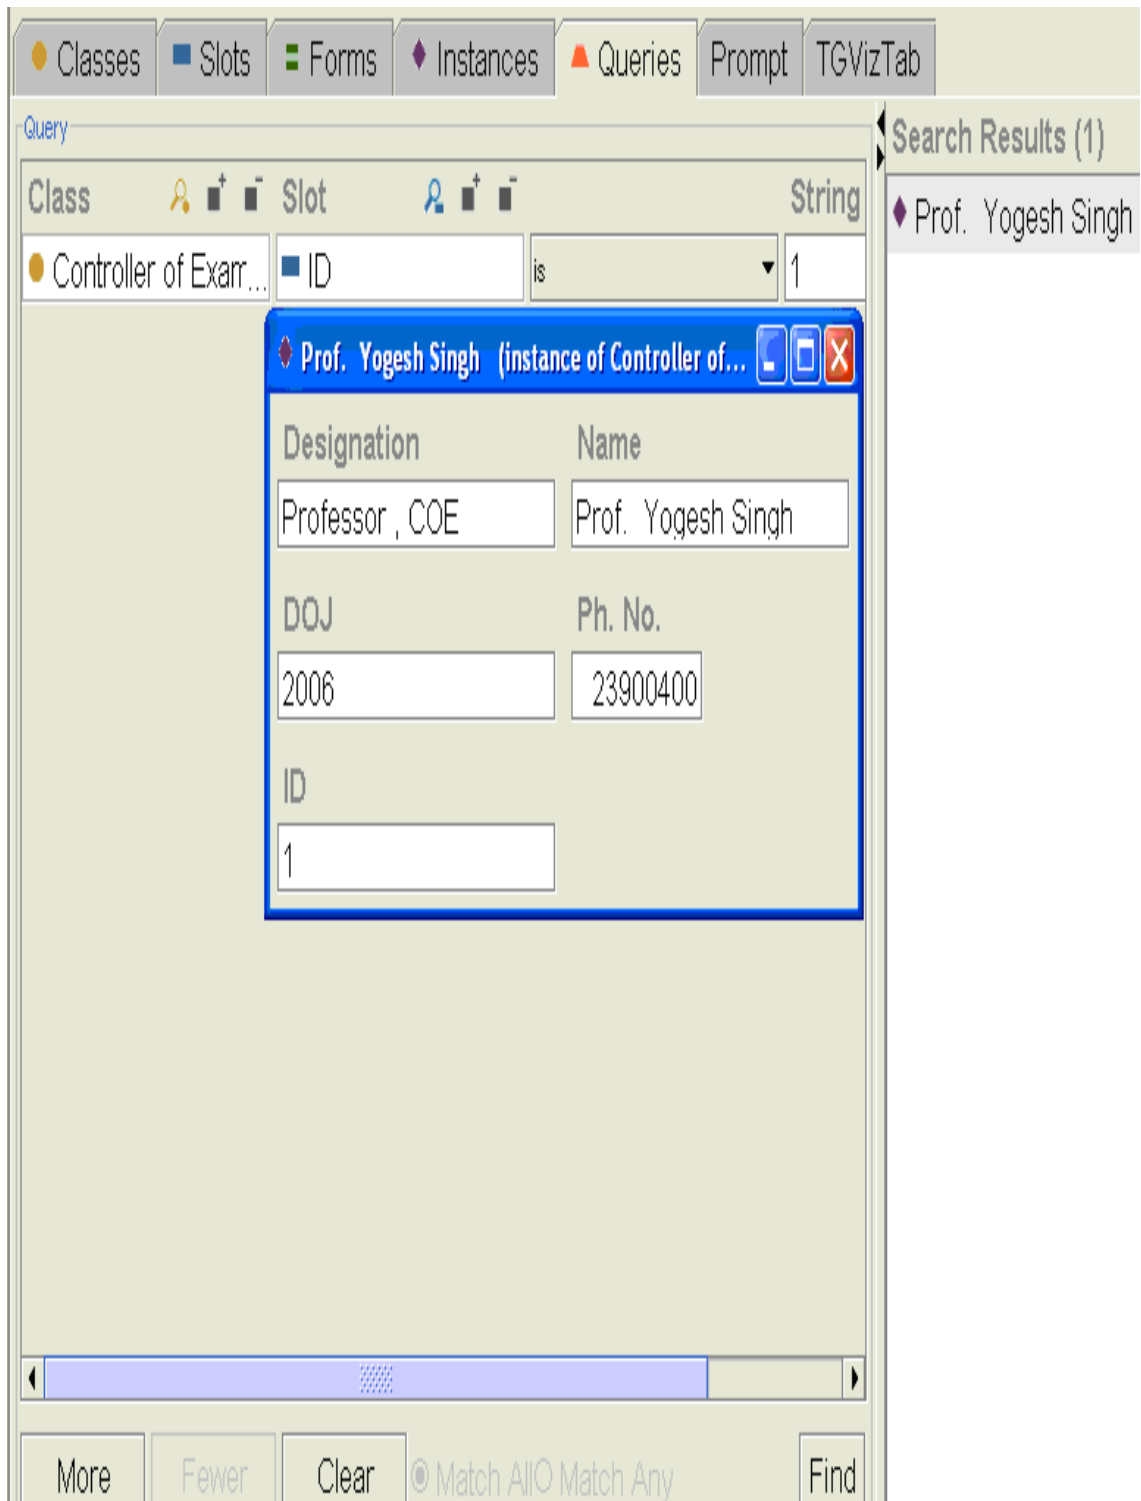 Classes Slots Forms Instances Queries Prompt TGVizTab
Query
Search Results (1)
Class Slot String
Prof. Yogesh Singh
Controller of Exam... ID is 1
Prof. Yogesh Singh (instance of Controller of...
Designation Name
Professor , COE Prof. Yogesh Singh
DOJ Ph. No.
2006 23900400
ID
1
More Fewer Clear Match All Match Any Find